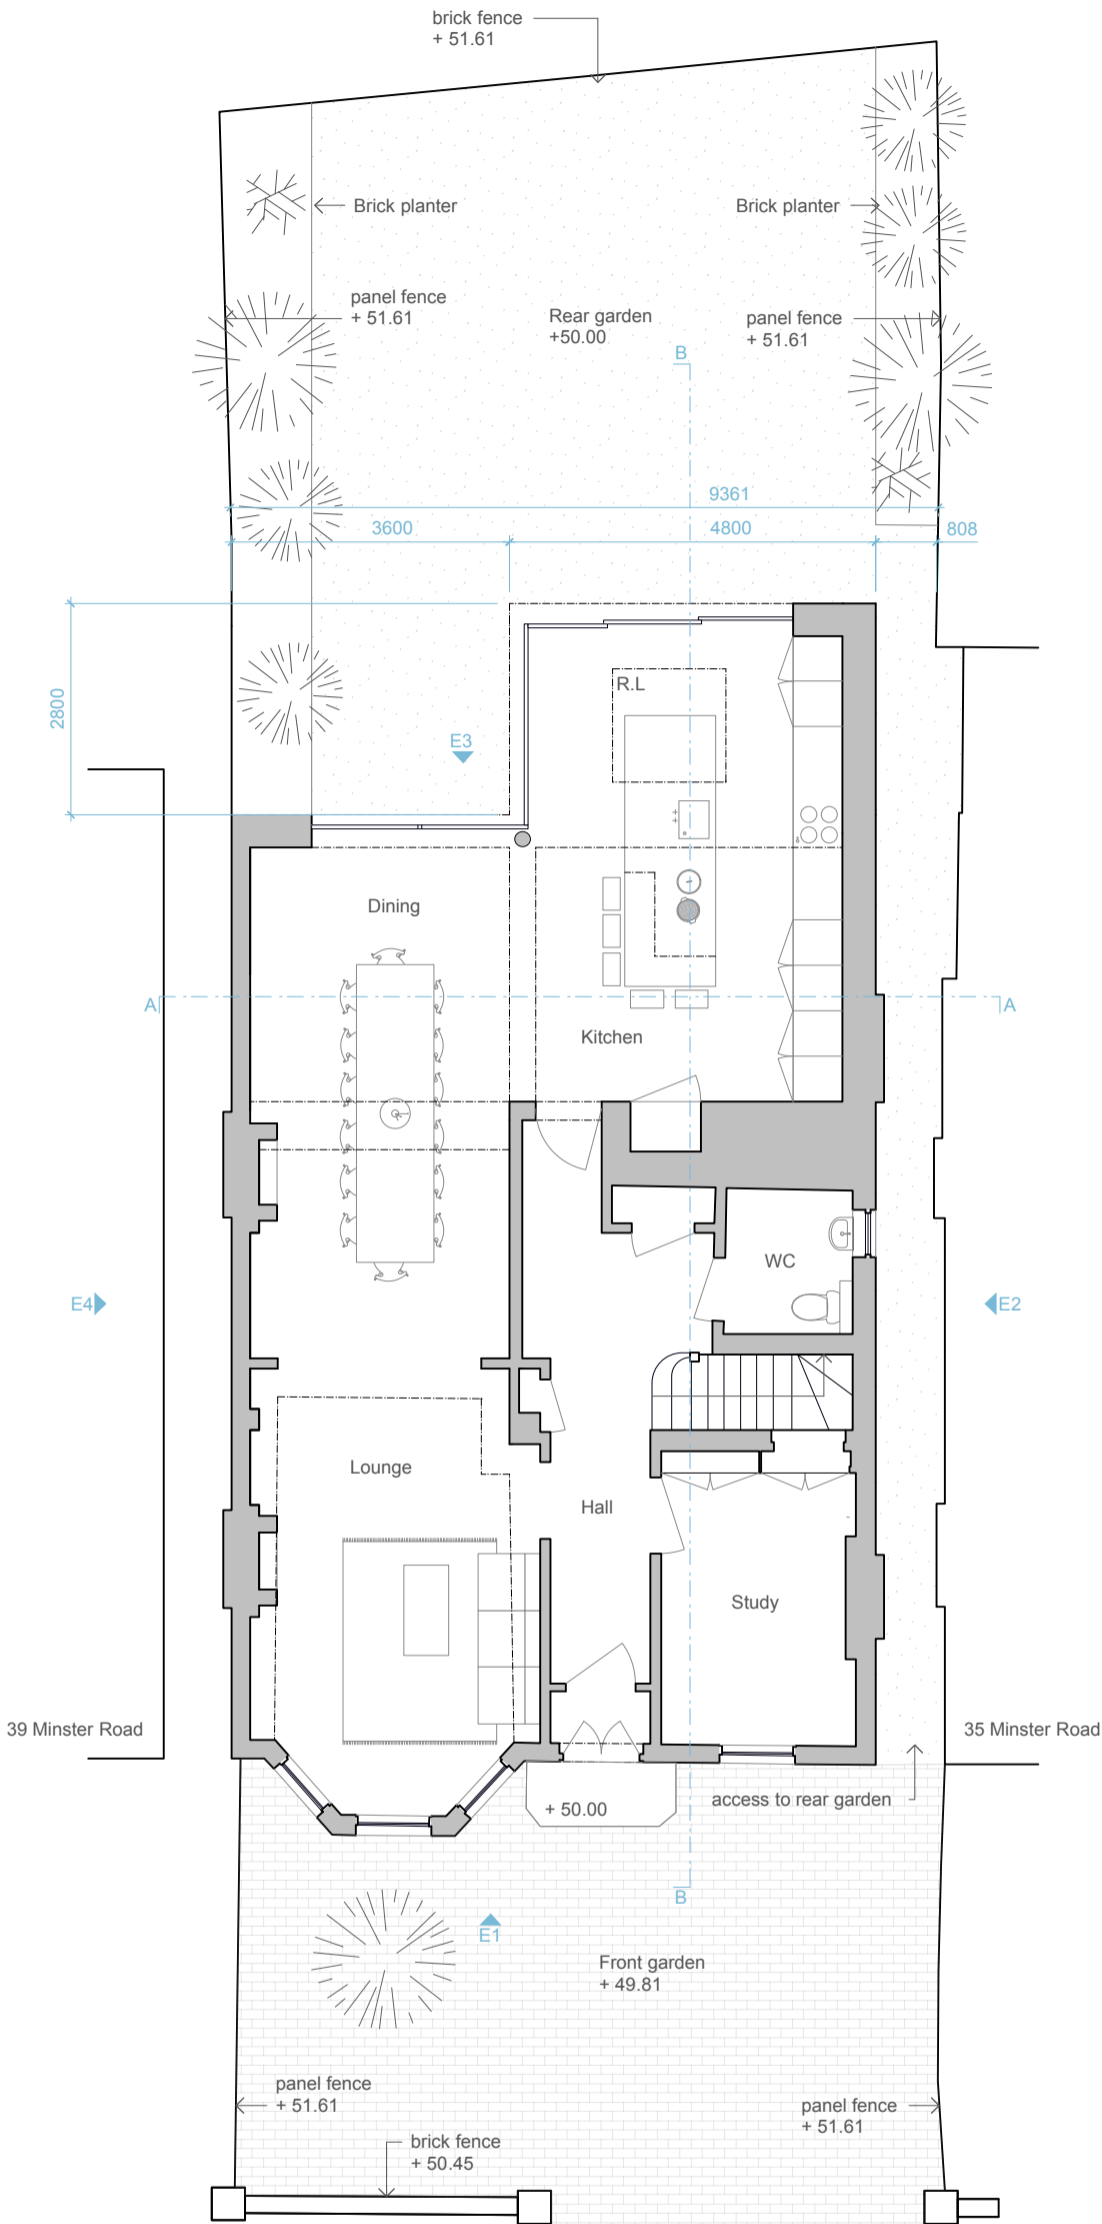 brick fence
+ 51.61
Brick planter
Brick planter
panel fence
+ 51.61
Rear garden
+50.00
panel fence
+ 51.61
B
9361
3600
4800
808
2800
R.L
E3
Dining
A
A
Kitchen
WC
E4
E2
Lounge
Hall
Study
39 Minster Road
35 Minster Road
access to rear garden
+ 50.00
B
E1
Front garden
+ 49.81
panel fence
+ 51.61
panel fence
+ 51.61
brick fence
+ 50.45